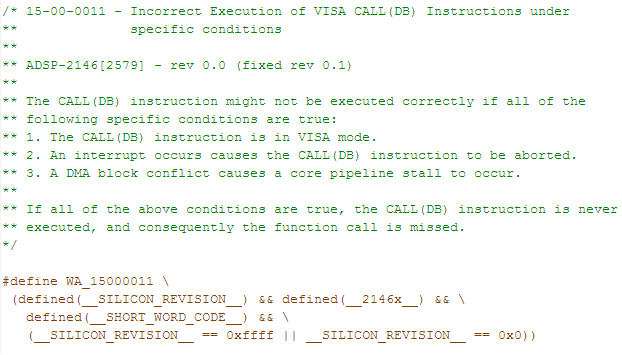 /* 15-00-0011 - Incorrect Execution of VISA CALL(DB) Instructions under
** specific conditions
**
** ADSP-2146[2579] - rev 0.0 (fixed rev 0.1)
**
** The CALL(DB) instruction might not be executed correctly if all of the
** following specific conditions are true:
** 1. The CALL(DB) instruction is in VISA mode.
** 2. An interrupt occurs causes the CALL(DB) instruction to be aborted.
** 3. A DMA block conflict causes a core pipeline stall to occur.
**
** If all of the above conditions are true, the CALL(DB) instruction is never
** executed, and consequently the function call is missed.
*/
#define WA_15000011 \
(defined(__SILICON_REVISION__) && defined(__2146x__) && \
defined(__SHORT_WORD_CODE__) && \
(__SILICON_REVISION__ == 0xffff || __SILICON_REVISION__ == 0x0))